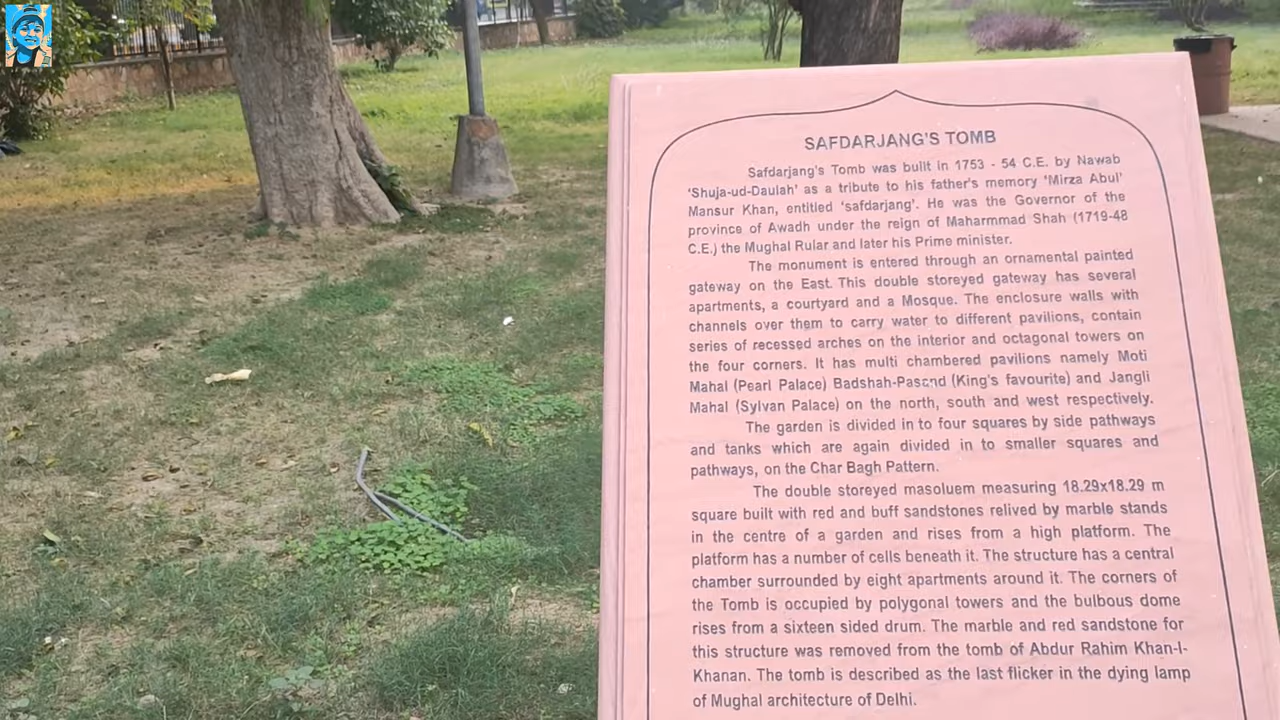 SAFDARJANG'S TOMB
Safdarjang's Tomb was built in 1753 - 54 C.E. by Nawab
'Shuja-ud-Daulah' as a tribute to his father's memory 'Mirza Abul'
Mansur Khan, entitled 'safdarjang'. He was the Governor of the
province of Awadh under the reign of Maharmmad Shah (1719-48
C.E.) the Mughal Rular and later his Prime minister.
The monument is entered through an ornamental painted
gateway on the East. This double storeyed gateway has several
apartments, a courtyard and a Mosque. The enclosure walls with
channels over them to carry water to different pavilions, contain
series of recessed arches on the interior and octagonal towers on
the four corners. It has multi chambered pavilions namely Moti
Mahal (Pearl Palace) Badshah-Pasand (King's favourite) and Jangli
Mahal (Sylvan Palace) on the north, south and west respectively.
The garden is divided in to four squares by side pathways
and tanks which are again divided in to smaller squares and
pathways, on the Char Bagh Pattern.
The double storeyed masoluem measuring 18.29x18.29 m
square built with red and buff sandstones relived by marble stands
in the centre of a garden and rises from a high platform. The
platform has a number of cells beneath it. The structure has a central
chamber surrounded by eight apartments around it. The corners of
the Tomb is occupied by polygonal towers and the bulbous dome
rises from a sixteen sided drum. The marble and red sandstone for
this structure was removed from the tomb of Abdur Rahim Khan-I-
Khanan. The tomb is described as the last flicker in the dying lamp
of Mughal architecture of Delhi.